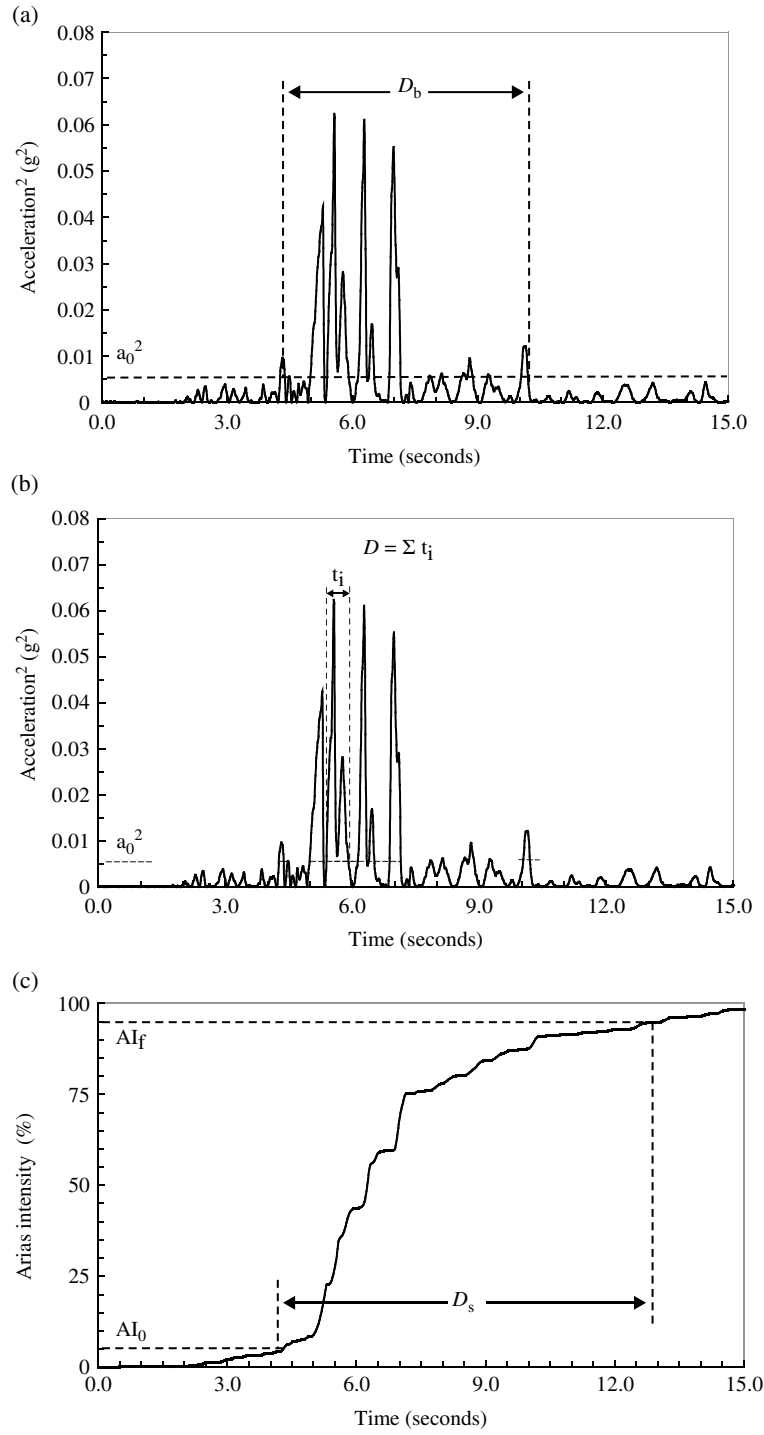 (a)
0.08
0.07
0.06
0.05
0.04
0.03
0.02
0.01
0
Acceleration² (g²)
D_b
a₀²
0.0 3.0 6.0 9.0 12.0 15.0
Time (seconds)
(b)
0.08
0.07
0.06
0.05
0.04
0.03
0.02
0.01
0
Acceleration² (g²)
D = Σ tᵢ
tᵢ
a₀²
0.0 3.0 6.0 9.0 12.0 15.0
Time (seconds)
(c)
100
75
50
25
0
Arias intensity (%)
AI_f
D_s
AI₀
0.0 3.0 6.0 9.0 12.0 15.0
Time (seconds)